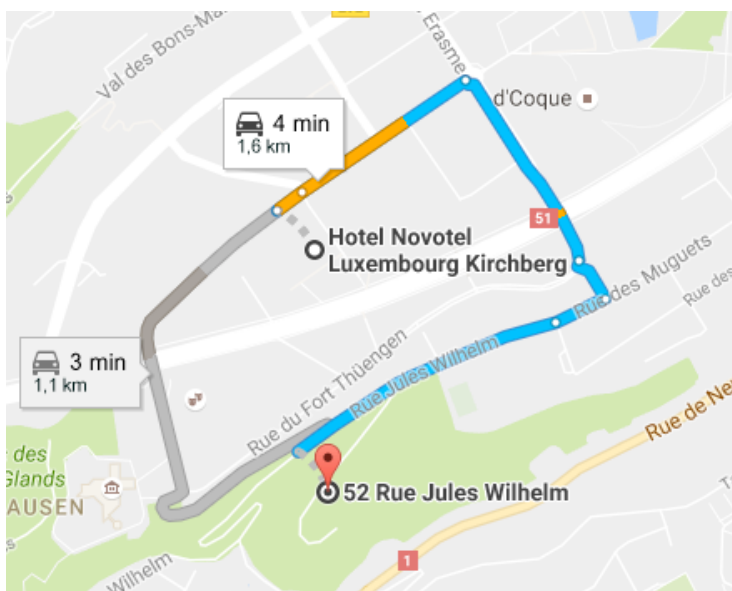 Val des Bons-Ma
Erasme
d'Coque
4 min
1,6 km
51
Hotel Novotel
Luxembourg Kirchberg
Rue des Muguets
Rue des
3 min
1,1 km
Rue du Fort Thüengen
Rue Jules Wilhelm
Rue de Ne
des
Glands
AUSEN
52 Rue Jules Wilhelm
1
Wilhelm